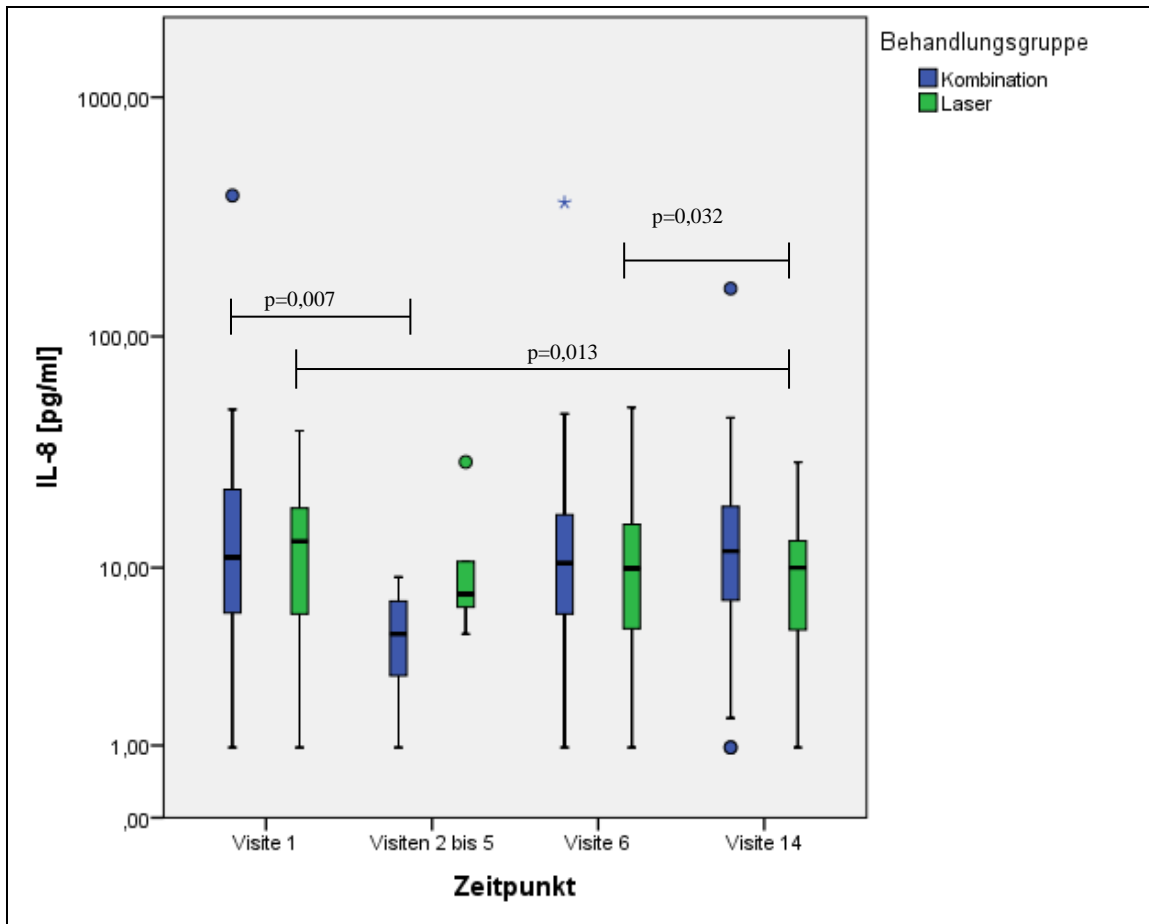 Behandlungsgruppe
Kombination
Laser
1000,00
p=0,032
p=0,007
100,00
p=0,013
IL-8 [pg/ml]
10,00
1,00
,00
Visite 1
Visiten 2 bis 5
Visite 6
Visite 14
Zeitpunkt